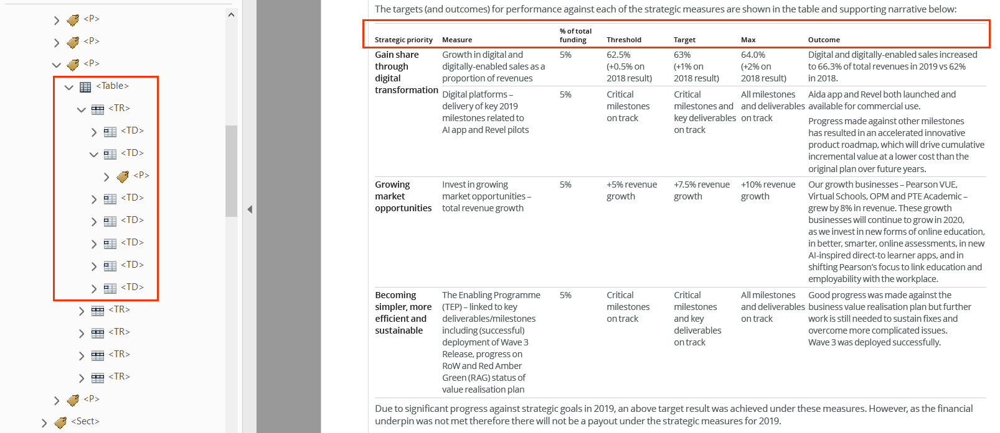 <P>
<P>
<P>
<Table>
<TR>
<TD>
<TD>
<P>
<TD>
<TD>
<TD>
<TD>
<TD>
<TR>
<TR>
<TR>
<TR>
<P>
<Sect>
The targets (and outcomes) for performance against each of the strategic measures are shown in the table and supporting narrative below:
Strategic priority
Measure
% of total
funding
Threshold
Target
Max
Outcome
Gain share
through
digital
transformation
Growth in digital and
digitally-enabled sales as a
proportion of revenues
5%
62.5%
(+0.5% on
2018 result)
63%
(+1% on
2018 result)
64.0%
(+2% on
2018 result)
Digital and digitally-enabled sales increased
to 66.3% of total revenues in 2019 vs 62%
in 2018.
Digital platforms –
delivery of key 2019
milestones related to
AI app and Revel pilots
5%
Critical
milestones
on track
Critical
milestones and
key deliverables
on track
All milestones
and deliverables
on track
Aida app and Revel both launched and
available for commercial use.
Progress made against other milestones
has resulted in an accelerated innovative
product roadmap, which will drive cumulative
incremental value at a lower cost than the
original plan over future years.
Growing
market
opportunities
Invest in growing
market opportunities –
total revenue growth
5%
+5% revenue
growth
+7.5% revenue
growth
+10% revenue
growth
Our growth businesses – Pearson VUE,
Virtual Schools, OPM and PTE Academic –
grew by 8% in revenue. These growth
businesses will continue to grow in 2020,
as we invest in new forms of online education,
in better, smarter, online assessments, in new
AI-inspired direct-to learner apps, and in
shifting Pearson’s focus to link education and
employability with the workplace.
Becoming
simpler, more
efficient and
sustainable
The Enabling Programme
(TEP) – linked to key
deliverables/milestones
including (successful)
deployment of Wave 3
Release, progress on
RoW and Red Amber
Green (RAG) status of
value realisation plan
5%
Critical
milestones
on track
Critical
milestones
and key
deliverables
on track
All milestones
and deliverables
on track
Good progress was made against the
business value realisation plan but further
work is still needed to sustain fixes and
overcome more complicated issues.
Wave 3 was deployed successfully.
Due to significant progress against strategic goals in 2019, an above target result was achieved under these measures. However, as the financial
underpin was not met therefore there will not be a payout under the strategic measures for 2019.